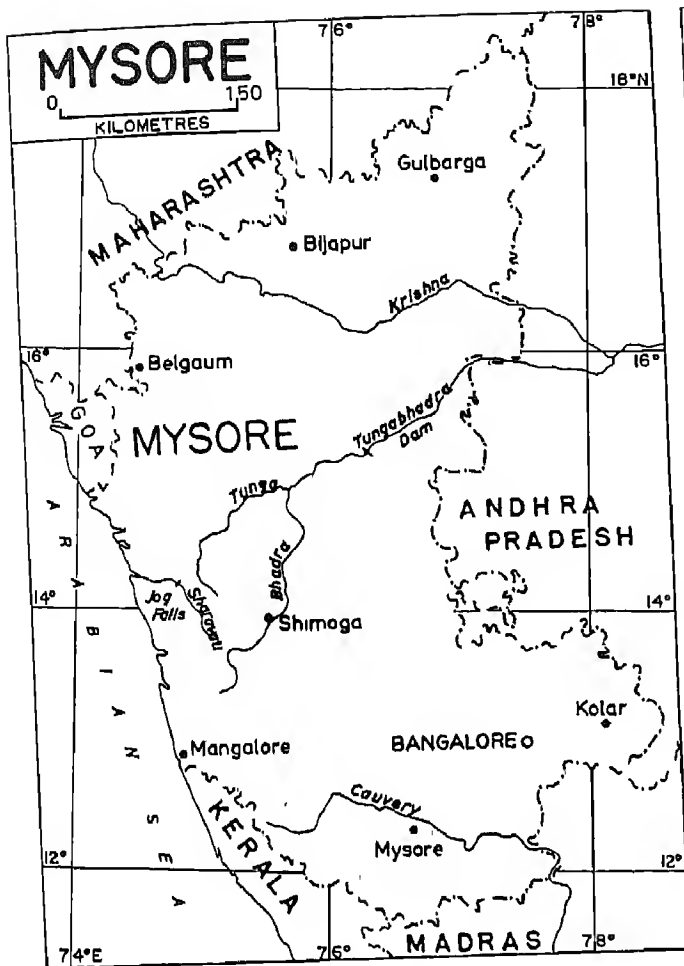 76°
78°
MYSORE
0 150
KILOMETRES
18°N
MAHARASHTRA
Gulbarga
Bijapur
Krishna
16°
16°
Belgaum
GOA
MYSORE
Tungabhadra
Dam
Tunga
ANDHRA
PRADESH
ARABIAN SEA
Bhadra
Jog
Falls
Sharavati
14°
14°
Shimoga
Kolar
Mangalore
BANGALORE
Cauvery
KERALA
Mysore
12°
12°
MADRAS
74°E
76°
78°